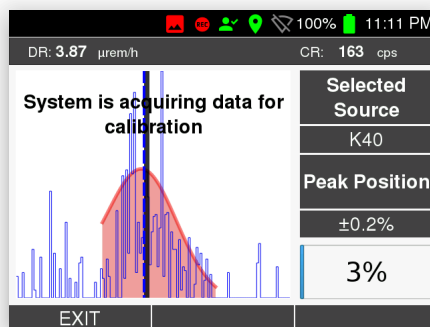 REC 100% 11:11 PM
DR: 3.87 µrem/h CR: 163 cps
System is acquiring data for
calibration
Selected
Source
K40
Peak Position
±0.2%
3%
EXIT